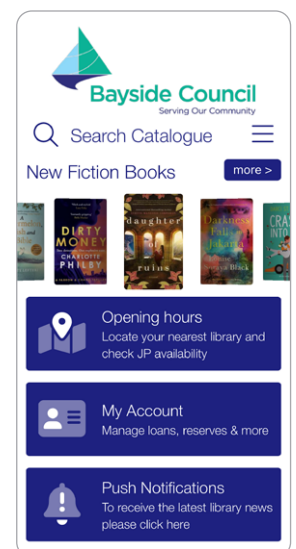 Bayside Council
Serving Our Community
Search Catalogue
New Fiction Books
more >
DIRTY
MONEY
CHARLOTTE
PHILBY
daughter
of
ruins
Darkness
Falls
Jakarta
CRAS
INTO
Opening hours
Locate your nearest library and
check JP availability
My Account
Manage loans, reserves & more
Push Notifications
To receive the latest library news
please click here